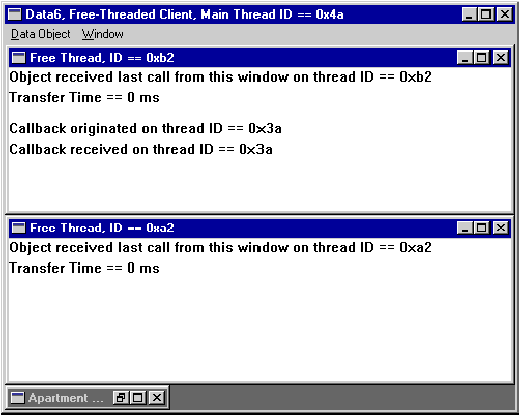 Data6, Free-Threaded Client, Main Thread ID == 0x4a
Data Object Window
Free Thread, ID == 0xb2
Object received last call from this window on thread ID == 0xb2
Transfer Time == 0 ms
Callback originated on thread ID == 0x3a
Callback received on thread ID == 0x3a
Free Thread, ID == 0xa2
Object received last call from this window on thread ID == 0xa2
Transfer Time == 0 ms
Apartment ...